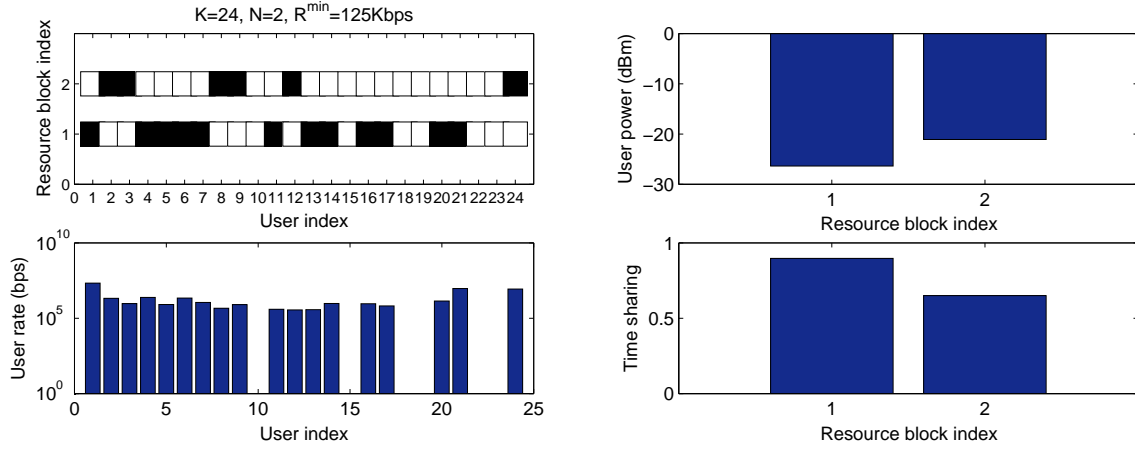 K=24, N=2, R^min=125Kbps
Resource block index
2
1
0
0 1 2 3 4 5 6 7 8 9 10 11 12 13 14 15 16 17 18 19 20 21 22 23 24
User index
User power (dBm)
0
−10
−20
−30
1 2
Resource block index
User rate (bps)
10^10
10^5
10^0
0 5 10 15 20 25
User index
Time sharing
1
0.5
0
1 2
Resource block index